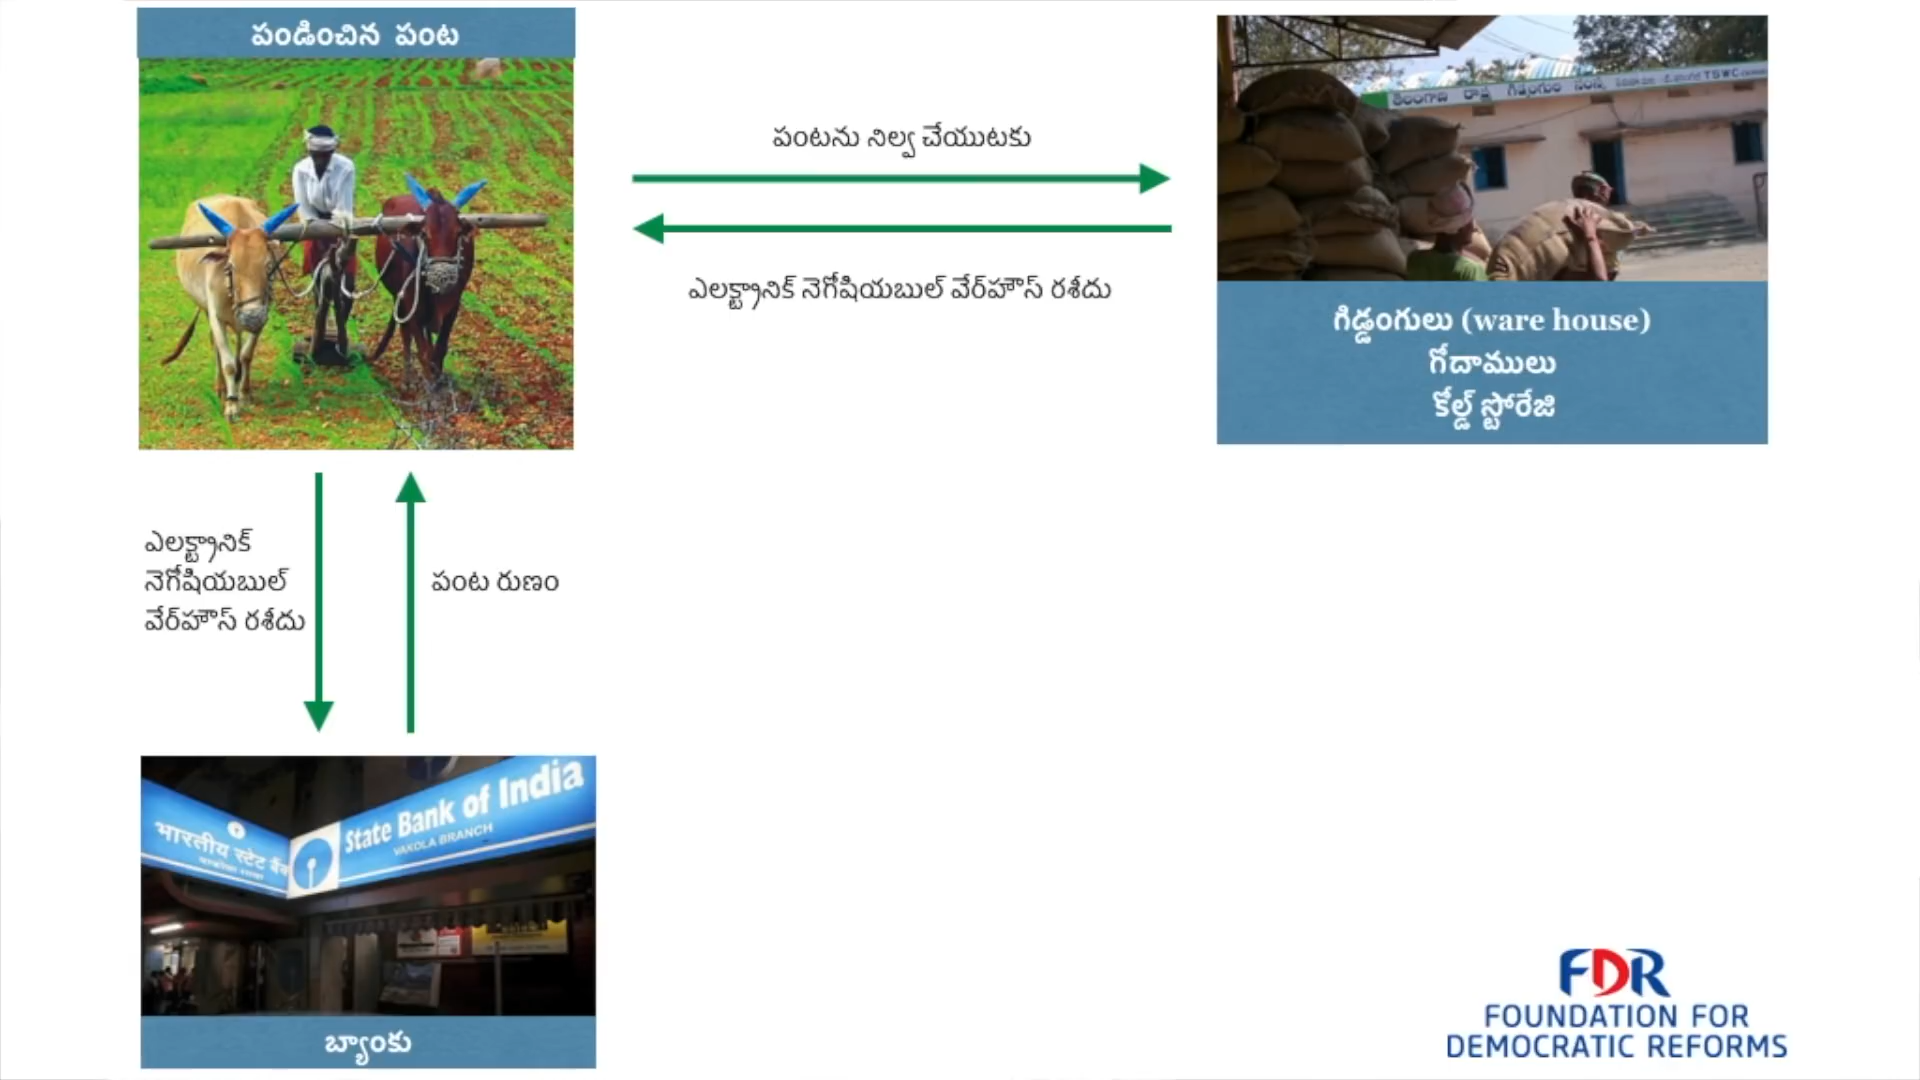 పండించిన పంట
పంటను నిల్వ చేయుటకు
ఎలక్ట్రానిక్ నెగోషియబుల్ వేర్‌హౌస్ రశీదు
తెలంగాణ రాష్ట్ర గిడ్డంగుల సంస్థ
TSWC
గిడ్డంగులు (ware house)
గోదాములు
కోల్డ్ స్టోరేజి
ఎలక్ట్రానిక్
నెగోషియబుల్
వేర్‌హౌస్ రశీదు
పంట రుణం
भारतीय स्टेट बैंक
State Bank of India
VAKOLA BRANCH
బ్యాంకు
FDR
FOUNDATION FOR
DEMOCRATIC REFORMS